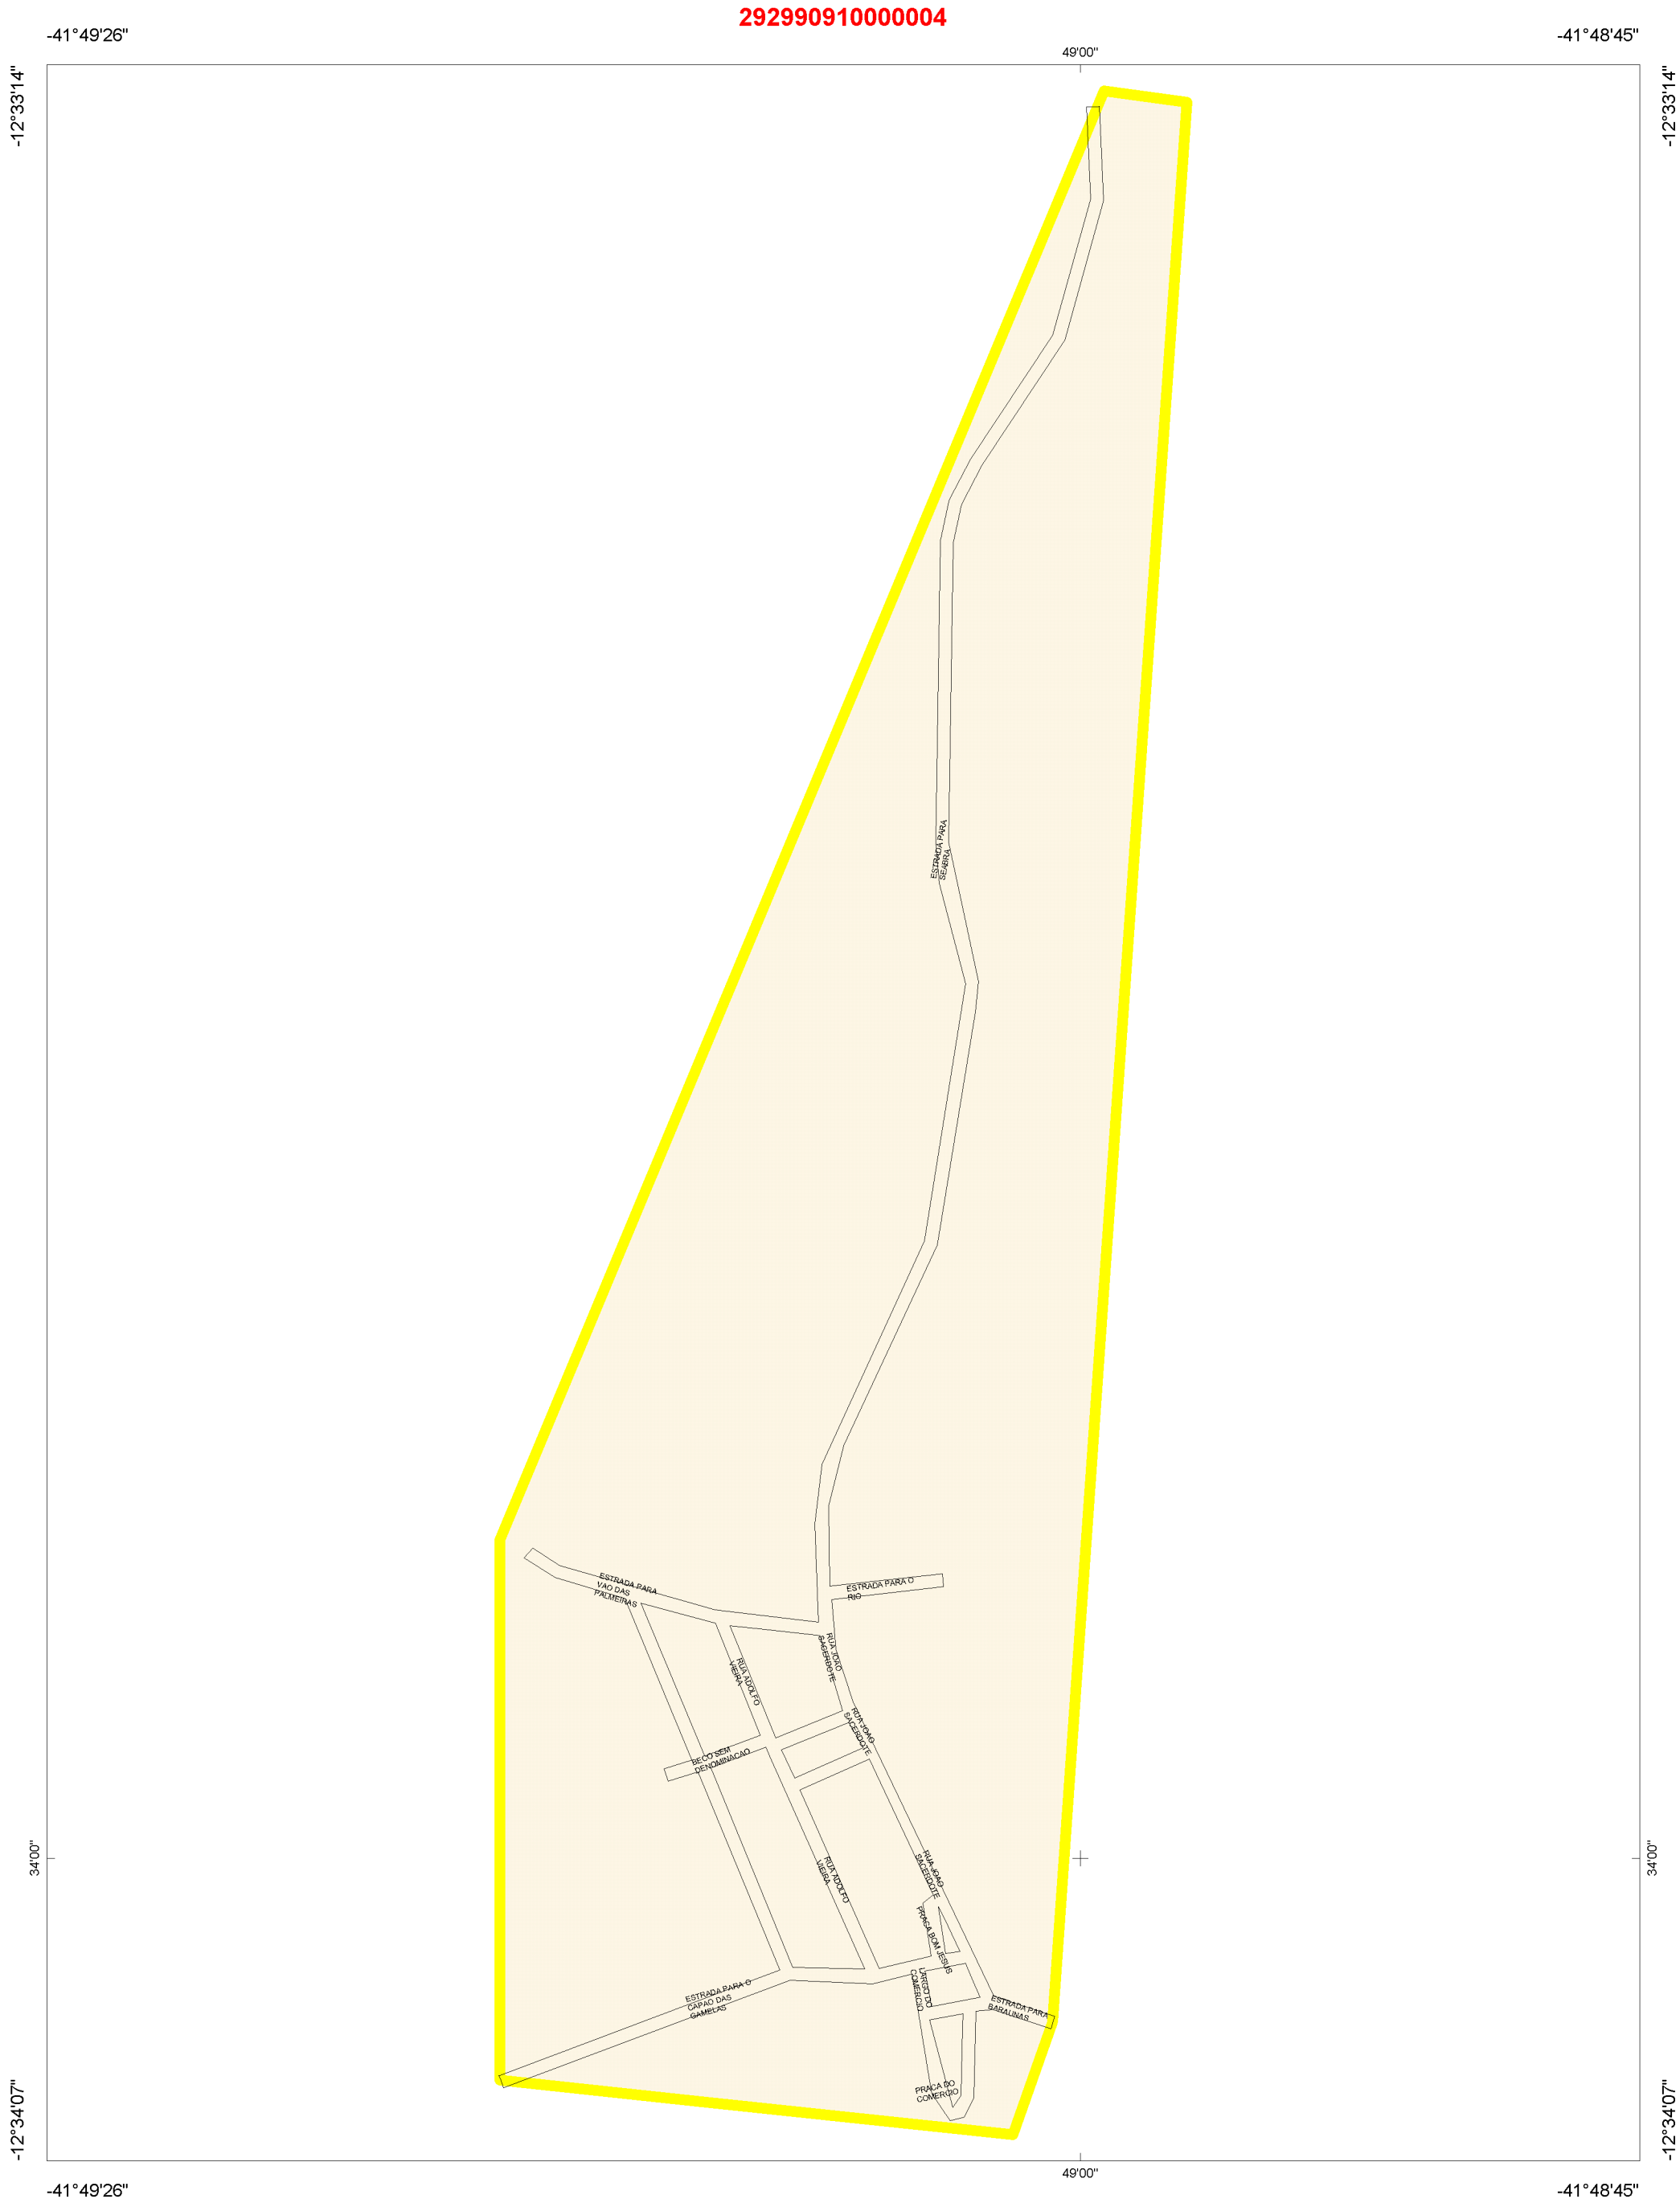 292990910000004
-41°49'26"
-41°48'45"
49'00"
-12°33'14"
-12°33'14"
ESTRADA PARA
SEABRA
ESTRADA PARA
VAO DAS
PALMEIRAS
ESTRADA PARA O
RIO
RUA JOAO
SACERDOTE
RUA ADOLFO
VIEIRA
RUA JOAO
SACERDOTE
BECO SEM
DENOMINACAO
34'00"
34'00"
RUA ADOLFO
VIEIRA
RUA JOAO
SACERDOTE
PRACA BOM JESUS
LARGO DO
COMERCIO
ESTRADA PARA O
CAPAO DAS
GAMELAS
ESTRADA PARA
BARAUNAS
PRACA DO
COMERCIO
-12°34'07"
-12°34'07"
49'00"
-41°49'26"
-41°48'45"